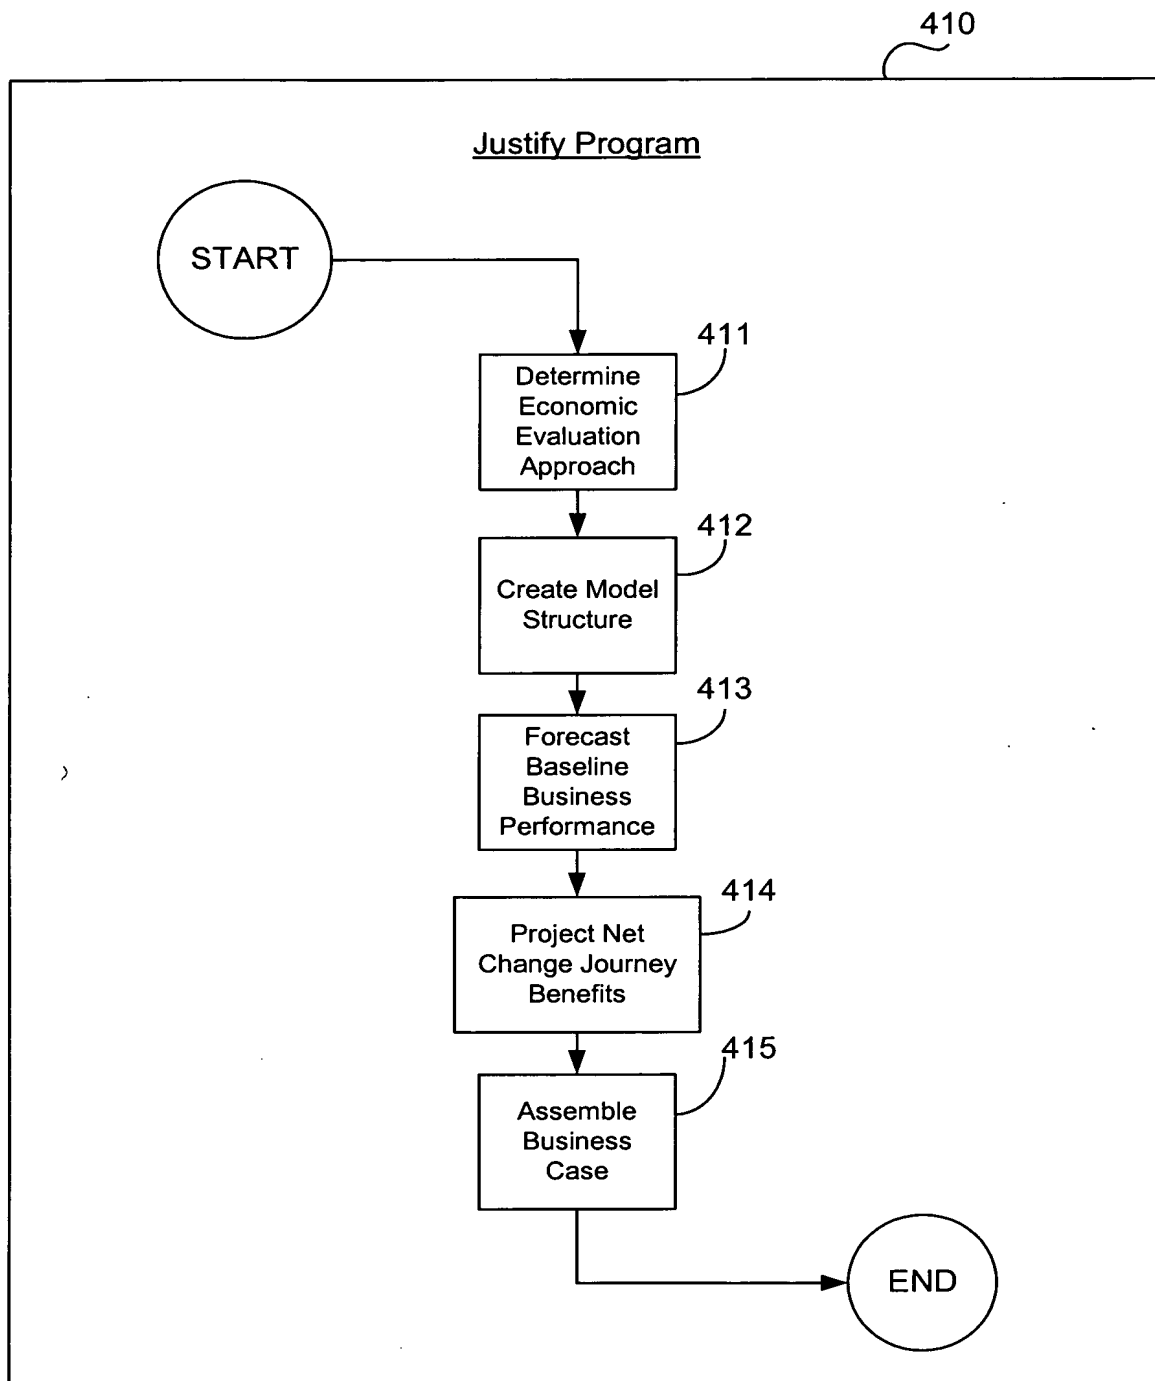 410
Justify Program
START
411
Determine
Economic
Evaluation
Approach
412
Create Model
Structure
413
Forecast
Baseline
Business
Performance
414
Project Net
Change Journey
Benefits
415
Assemble
Business
Case
END